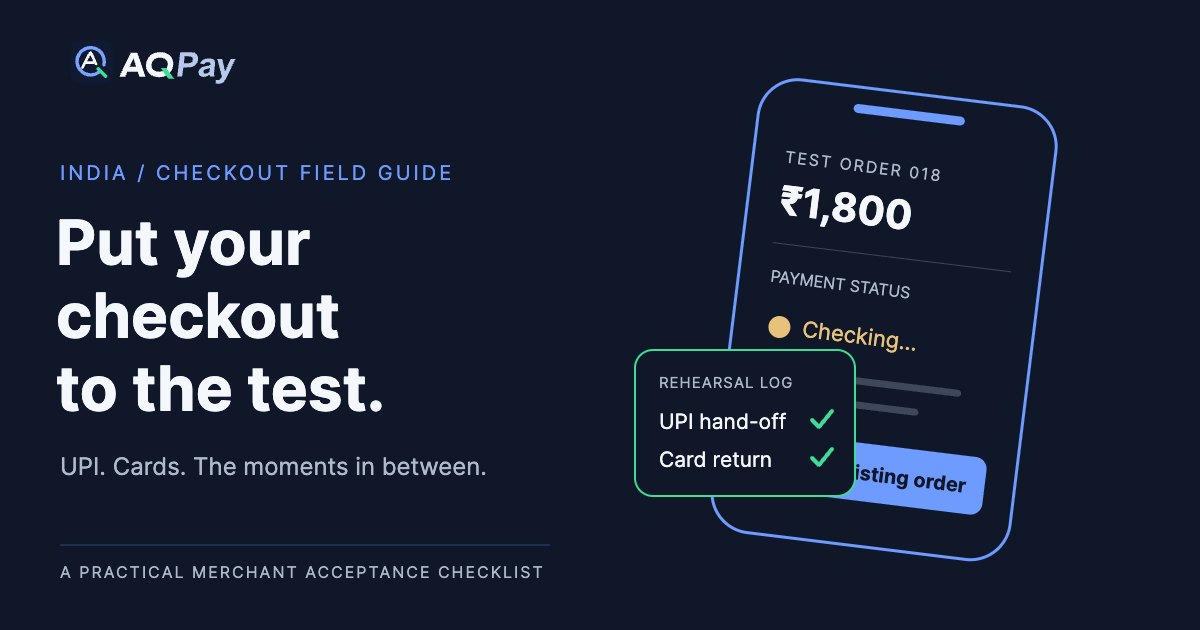 AQPay
INDIA / CHECKOUT FIELD GUIDE
Put your
checkout
to the test.
UPI. Cards. The moments in between.
A PRACTICAL MERCHANT ACCEPTANCE CHECKLIST
TEST ORDER 018
₹1,800
PAYMENT STATUS
Checking...
REHEARSAL LOG
UPI hand-off
Card return
order